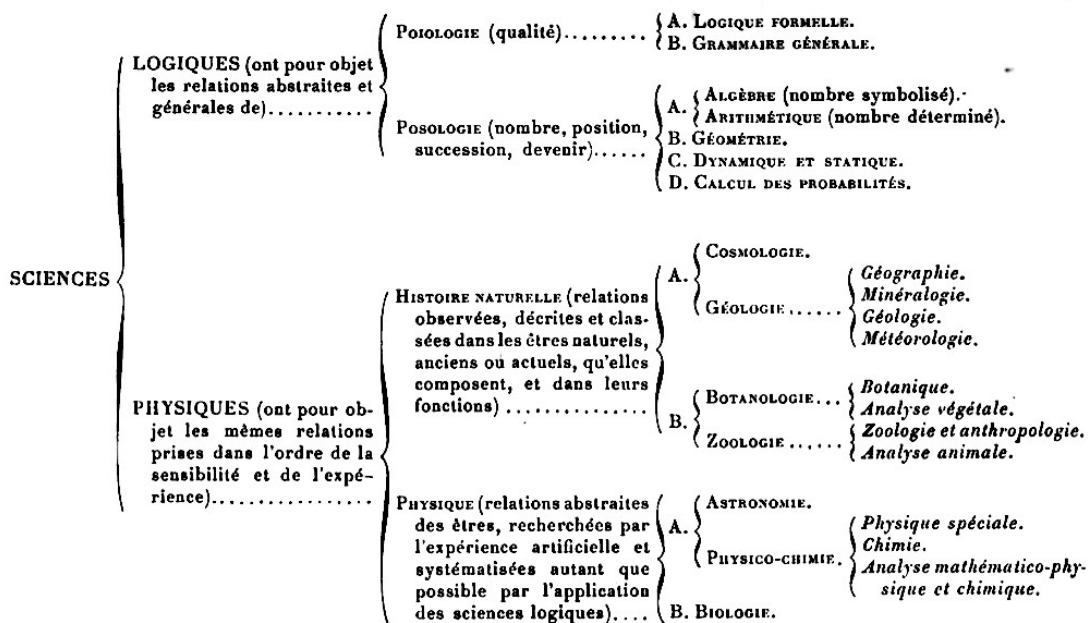 SCIENCES
LOGIQUES (ont pour objet
les relations abstraites et
générales de)...........
POIOLOGIE (qualité).........
A. LOGIQUE FORMELLE.
B. GRAMMAIRE GÉNÉRALE.
POSOLOGIE (nombre, position,
succession, devenir)......
A.
ALGÈBRE (nombre symbolisé).
ARITHMÉTIQUE (nombre déterminé).
B. GÉOMÉTRIE.
C. DYNAMIQUE ET STATIQUE.
D. CALCUL DES PROBABILITÉS.
PHYSIQUES (ont pour ob-
jet les mêmes relations
prises dans l'ordre de la
sensibilité et de l'expé-
rience).................
HISTOIRE NATURELLE (relations
observées, décrites et clas-
sées dans les êtres naturels,
anciens ou actuels, qu'elles
composent, et dans leurs
fonctions)...............
A.
COSMOLOGIE.
GÉOLOGIE......
Géographie.
Minéralogie.
Géologie.
Météorologie.
B.
BOTANOLOGIE...
Botanique.
Analyse végétale.
ZOOLOGIE......
Zoologie et anthropologie.
Analyse animale.
PHYSIQUE (relations abstraites
des êtres, recherchées par
l'expérience artificielle et
systématisées autant que
possible par l'application
des sciences logiques)....
A.
ASTRONOMIE.
PHYSICO-CHIMIE.
Physique spéciale.
Chimie.
Analyse mathématico-phy-
sique et chimique.
B. BIOLOGIE.